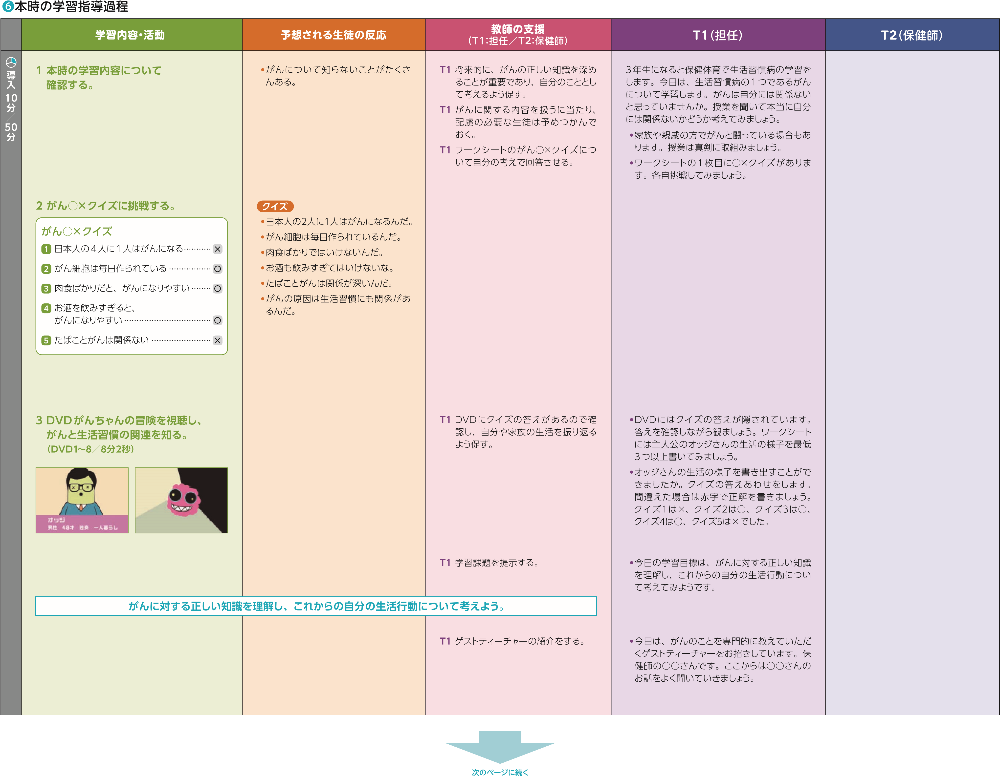 ❻本時の学習指導過程
学習内容・活動
予想される生徒の反応
教師の支援
（T1：担任／T2：保健師）
T1（担任）
T2（保健師）
導入 10分／50分
1 本時の学習内容について
確認する。
・がんについて知らないことがたくさ
んある。
T1 将来的に、がんの正しい知識を深め
ることが重要であり、自分のこととし
て考えるよう促す。
T1 がんに関する内容を扱うに当たり、
配慮の必要な生徒は予めつかんで
おく。
T1 ワークシートのがん○×クイズにつ
いて自分の考えで回答させる。
3年生になると保健体育で生活習慣病の学習を
します。今日は、生活習慣病の1つであるがん
について学習します。がんは自分には関係ない
と思っていませんか。授業を聞いて本当に自分
には関係ないかどうか考えてみましょう。
・家族や親戚の方でがんと闘っている場合もあ
ります。授業は真剣に取組みましょう。
・ワークシートの1枚目に○×クイズがありま
す。各自挑戦してみましょう。
2 がん○×クイズに挑戦する。
がん○×クイズ
1 日本人の4人に1人はがんになる………… ×
2 がん細胞は毎日作られている ……………… ○
3 肉食ばかりだと、がんになりやすい……… ○
4 お酒を飲みすぎると、
がんになりやすい ……………………………… ○
5 たばことがんは関係ない …………………… ×
クイズ
・日本人の2人に1人はがんになるんだ。
・がん細胞は毎日作られているんだ。
・肉食ばかりではいけないんだ。
・お酒も飲みすぎてはいけないな。
・たばことがんは関係が深いんだ。
・がんの原因は生活習慣にも関係があ
るんだ。
3 DVDがんちゃんの冒険を視聴し、
がんと生活習慣の関連を知る。
（DVD1〜8／8分2秒）
オッジ
男性 48才 独身 一人暮らし
T1 DVDにクイズの答えがあるので確
認し、自分や家族の生活を振り返る
よう促す。
・DVDにはクイズの答えが隠されています。
答えを確認しながら観ましょう。ワークシート
には主人公のオッジさんの生活の様子を最低
3つ以上書いてみましょう。
・オッジさんの生活の様子を書き出すことがで
きましたか。クイズの答えあわせをします。
間違えた場合は赤字で正解を書きましょう。
クイズ1は×、クイズ2は○、クイズ3は○、
クイズ4は○、クイズ5は×でした。
T1 学習課題を提示する。
・今日の学習目標は、がんに対する正しい知識
を理解し、これからの自分の生活行動につい
て考えてみようです。
がんに対する正しい知識を理解し、これからの自分の生活行動について考えよう。
T1 ゲストティーチャーの紹介をする。
・今日は、がんのことを専門的に教えていただ
くゲストティーチャーをお招きしています。保
健師の○○さんです。ここからは○○さんの
お話をよく聞いていきましょう。
次のページに続く